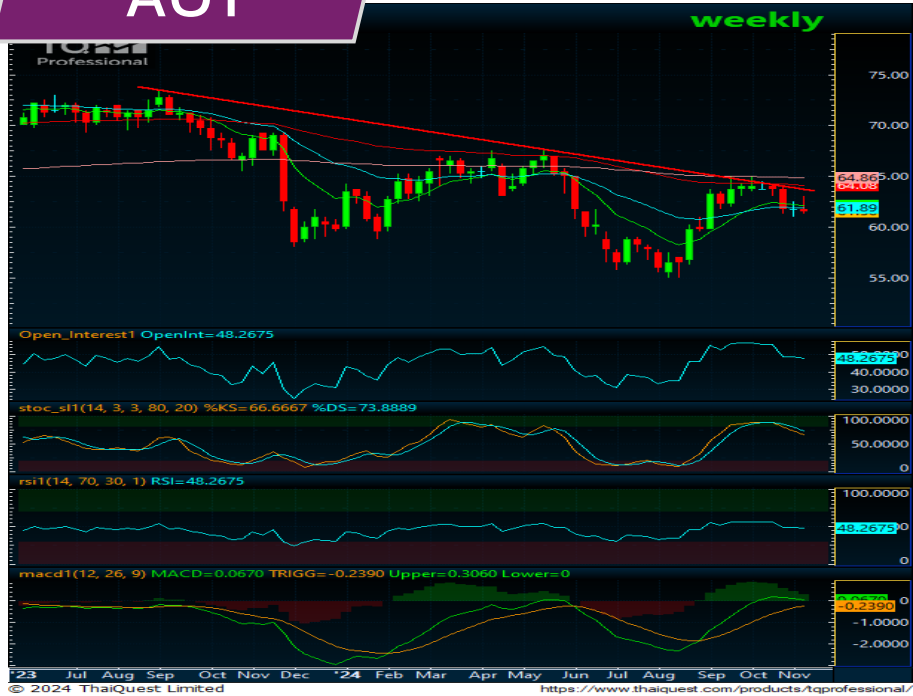 AOT
weekly
Professional
75.00
70.00
65.00
64.86
64.08
61.89
60.00
55.00
Open_Interest1 OpenInt=48.2675
48.2675
40.0000
30.0000
stoc_sl1(14, 3, 3, 80, 20) %KS=66.6667 %DS=73.8889
100.0000
50.0000
0
rsi1(14, 70, 30, 1) RSI=48.2675
100.0000
48.2675
0
macd1(12, 26, 9) MACD=0.0670 TRIGG=-0.2390 Upper=0.3060 Lower=0
0
-0.2390
-1.0000
-2.0000
'23 Jul Aug Sep Oct Nov Dec '24 Feb Mar Apr May Jun Jul Aug Sep Oct Nov
© 2024 ThaiQuest Limited https://www.thaiquest.com/products/tqprofessional/